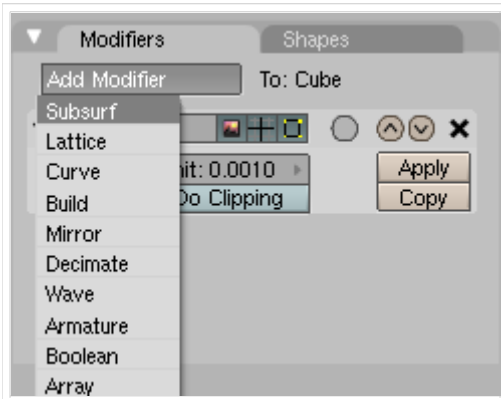 Modifiers Shapes
Add Modifier To: Cube
Subsurf
Lattice
Curve 0.0010 Apply
Build Do Clipping Copy
Mirror
Decimate
Wave
Armature
Boolean
Array